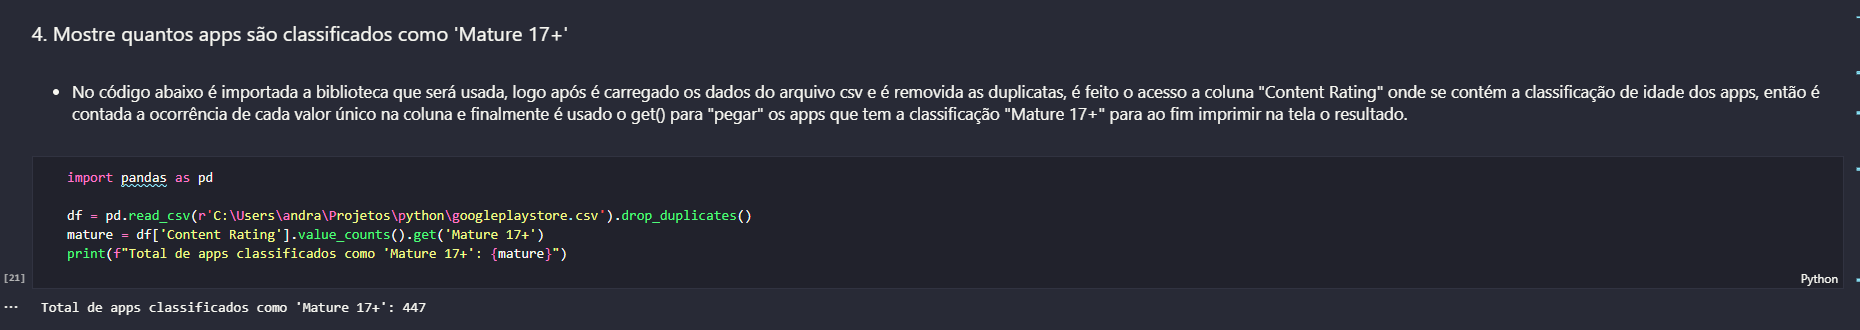 4. Mostre quantos apps são classificados como 'Mature 17+'
• No código abaixo é importada a biblioteca que será usada, logo após é carregado os dados do arquivo csv e é removida as duplicatas, é feito o acesso a coluna "Content Rating" onde se contém a classificação de idade dos apps, então é
contada a ocorrência de cada valor único na coluna e finalmente é usado o get() para "pegar" os apps que tem a classificação "Mature 17+" para ao fim imprimir na tela o resultado.
import pandas as pd
df = pd.read_csv(r'C:\Users\andra\Projetos\python\googleplaystore.csv').drop_duplicates()
mature = df['Content Rating'].value_counts().get('Mature 17+')
print(f"Total de apps classificados como 'Mature 17+': {mature}")
[21]
Python
... Total de apps classificados como 'Mature 17+': 447